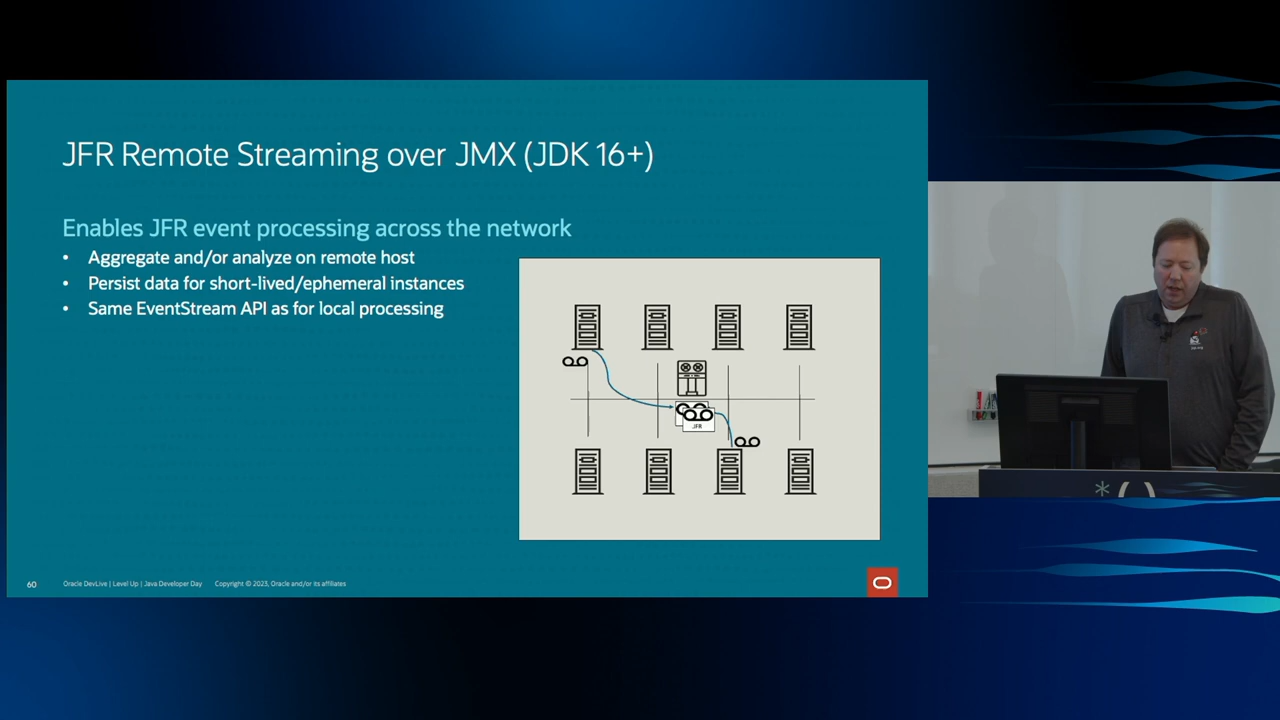 JFR Remote Streaming over JMX (JDK 16+)
Enables JFR event processing across the network
• Aggregate and/or analyze on remote host
• Persist data for short-lived/ephemeral instances
• Same EventStream API as for local processing
JFR
60 Oracle DevLive | Level Up | Java Developer Day Copyright © 2023, Oracle and/or its affiliates